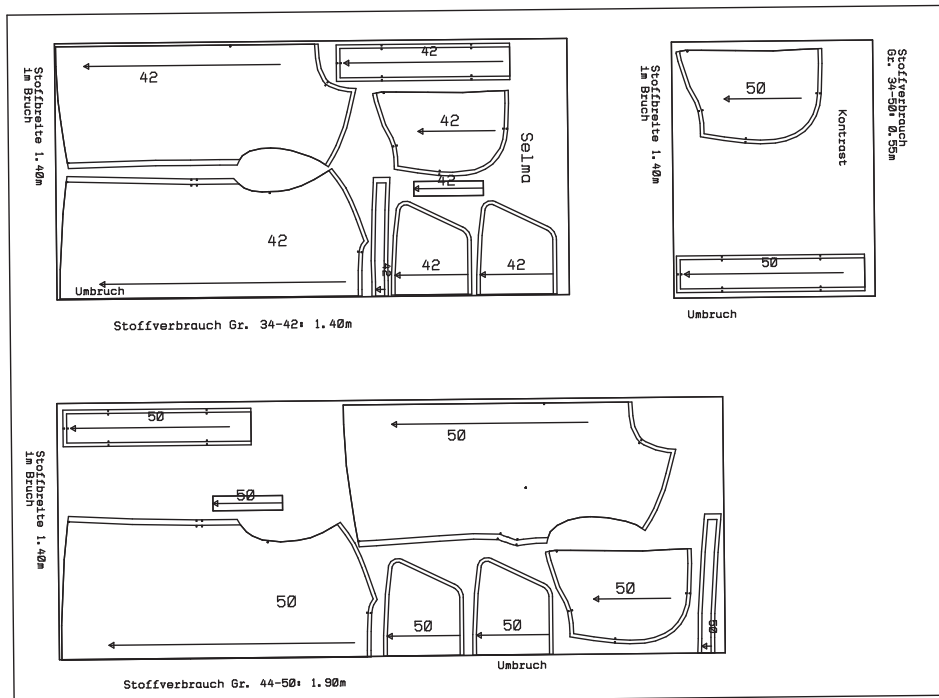 Stoffbreite 1.40m
im Bruch
42
42
42
42
Selma
42
42
42
42
Umbruch
Stoffverbrauch Gr. 34-42: 1.40m
Stoffbreite 1.40m
im Bruch
50
Kontrast
50
Umbruch
Stoffverbrauch
Gr. 34-50: 0.55m
Stoffbreite 1.40m
im Bruch
50
50
50
50
50
50
50
50
Umbruch
Stoffverbrauch Gr. 44-50: 1.90m